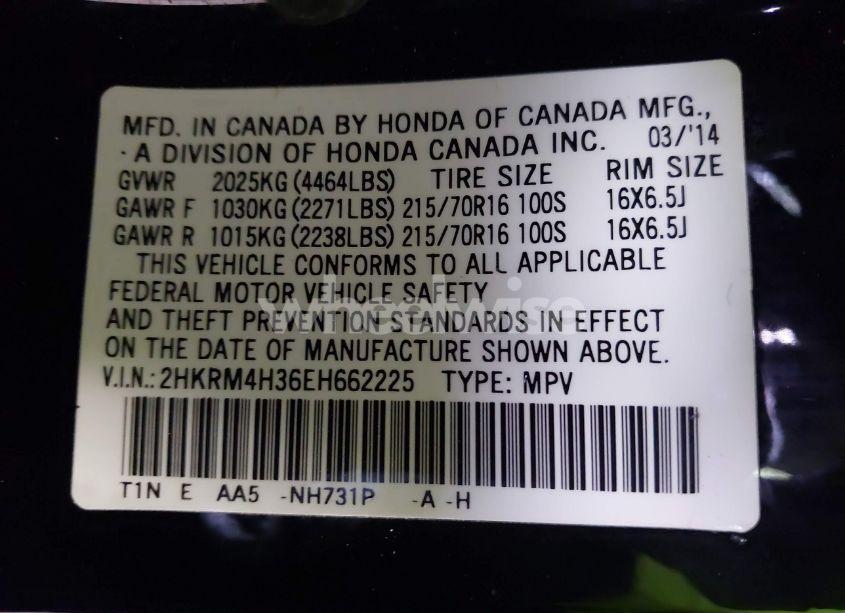 MFD. IN CANADA BY HONDA OF CANADA MFG.,
- A DIVISION OF HONDA CANADA INC. 03/'14
GVWR 2025KG (4464LBS) TIRE SIZE RIM SIZE
GAWR F 1030KG (2271LBS) 215/70R16 100S 16X6.5J
GAWR R 1015KG (2238LBS) 215/70R16 100S 16X6.5J
THIS VEHICLE CONFORMS TO ALL APPLICABLE
FEDERAL MOTOR VEHICLE SAFETY
wheelwise
AND THEFT PREVENTION STANDARDS IN EFFECT
ON THE DATE OF MANUFACTURE SHOWN ABOVE.
V.I.N.: 2HKRM4H36EH662225 TYPE: MPV
T1N E AA5 -NH731P -A -H